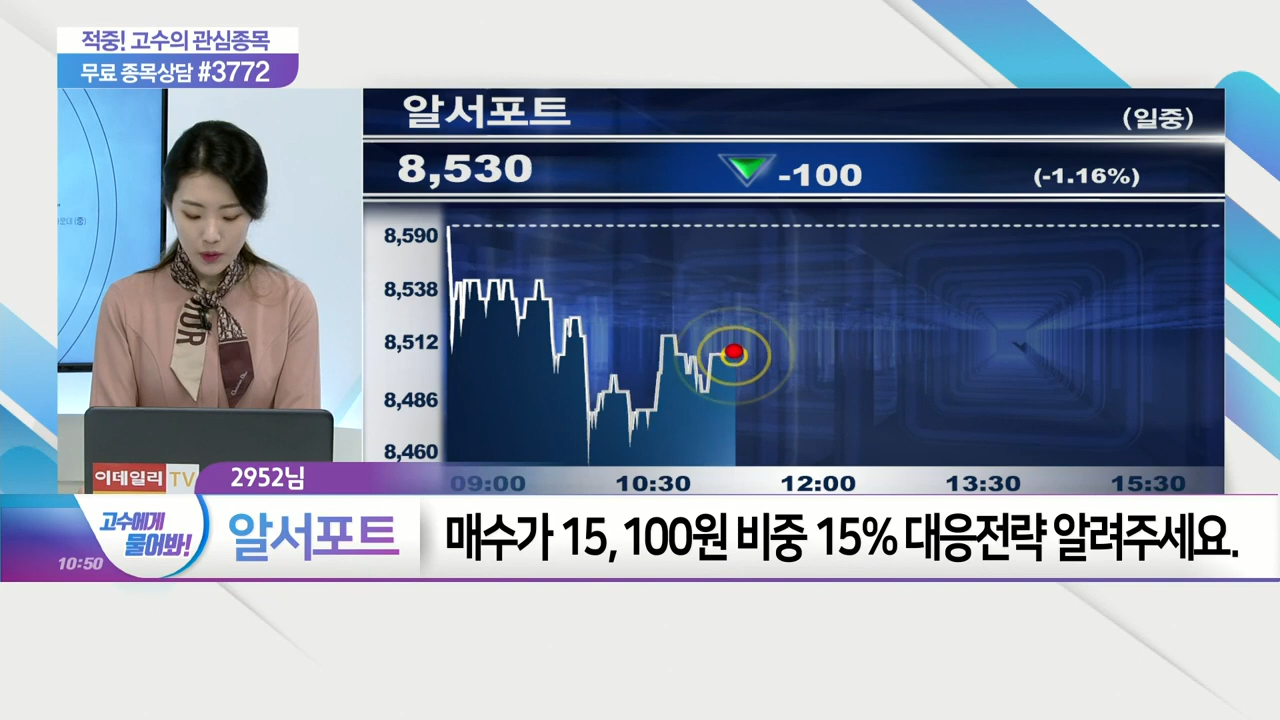 적중! 고수의 관심종목
무료 종목상담 #3772
알서포트
(일중)
8,530
-100
(-1.16%)
8,590
8,538
8,512
8,486
8,460
09:00
10:30
12:00
13:30
15:30
이데일리 TV
2952님
고수에게
물어봐!
10:50
알서포트
매수가 15,100원 비중 15% 대응전략 알려주세요.